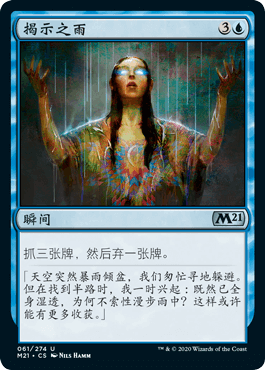 揭示之雨 3
瞬间 M21
抓三张牌，然后弃一张牌。
「天空突然暴雨倾盆，我们匆忙寻地躲避。
但在找到半路时，我一时兴起：既然已全
身湿透，为何不索性漫步雨中？这样或许
能有更多收获。」
061/274 U
M21 • CS NILS HAMM
™ & © 2020 Wizards of the Coast